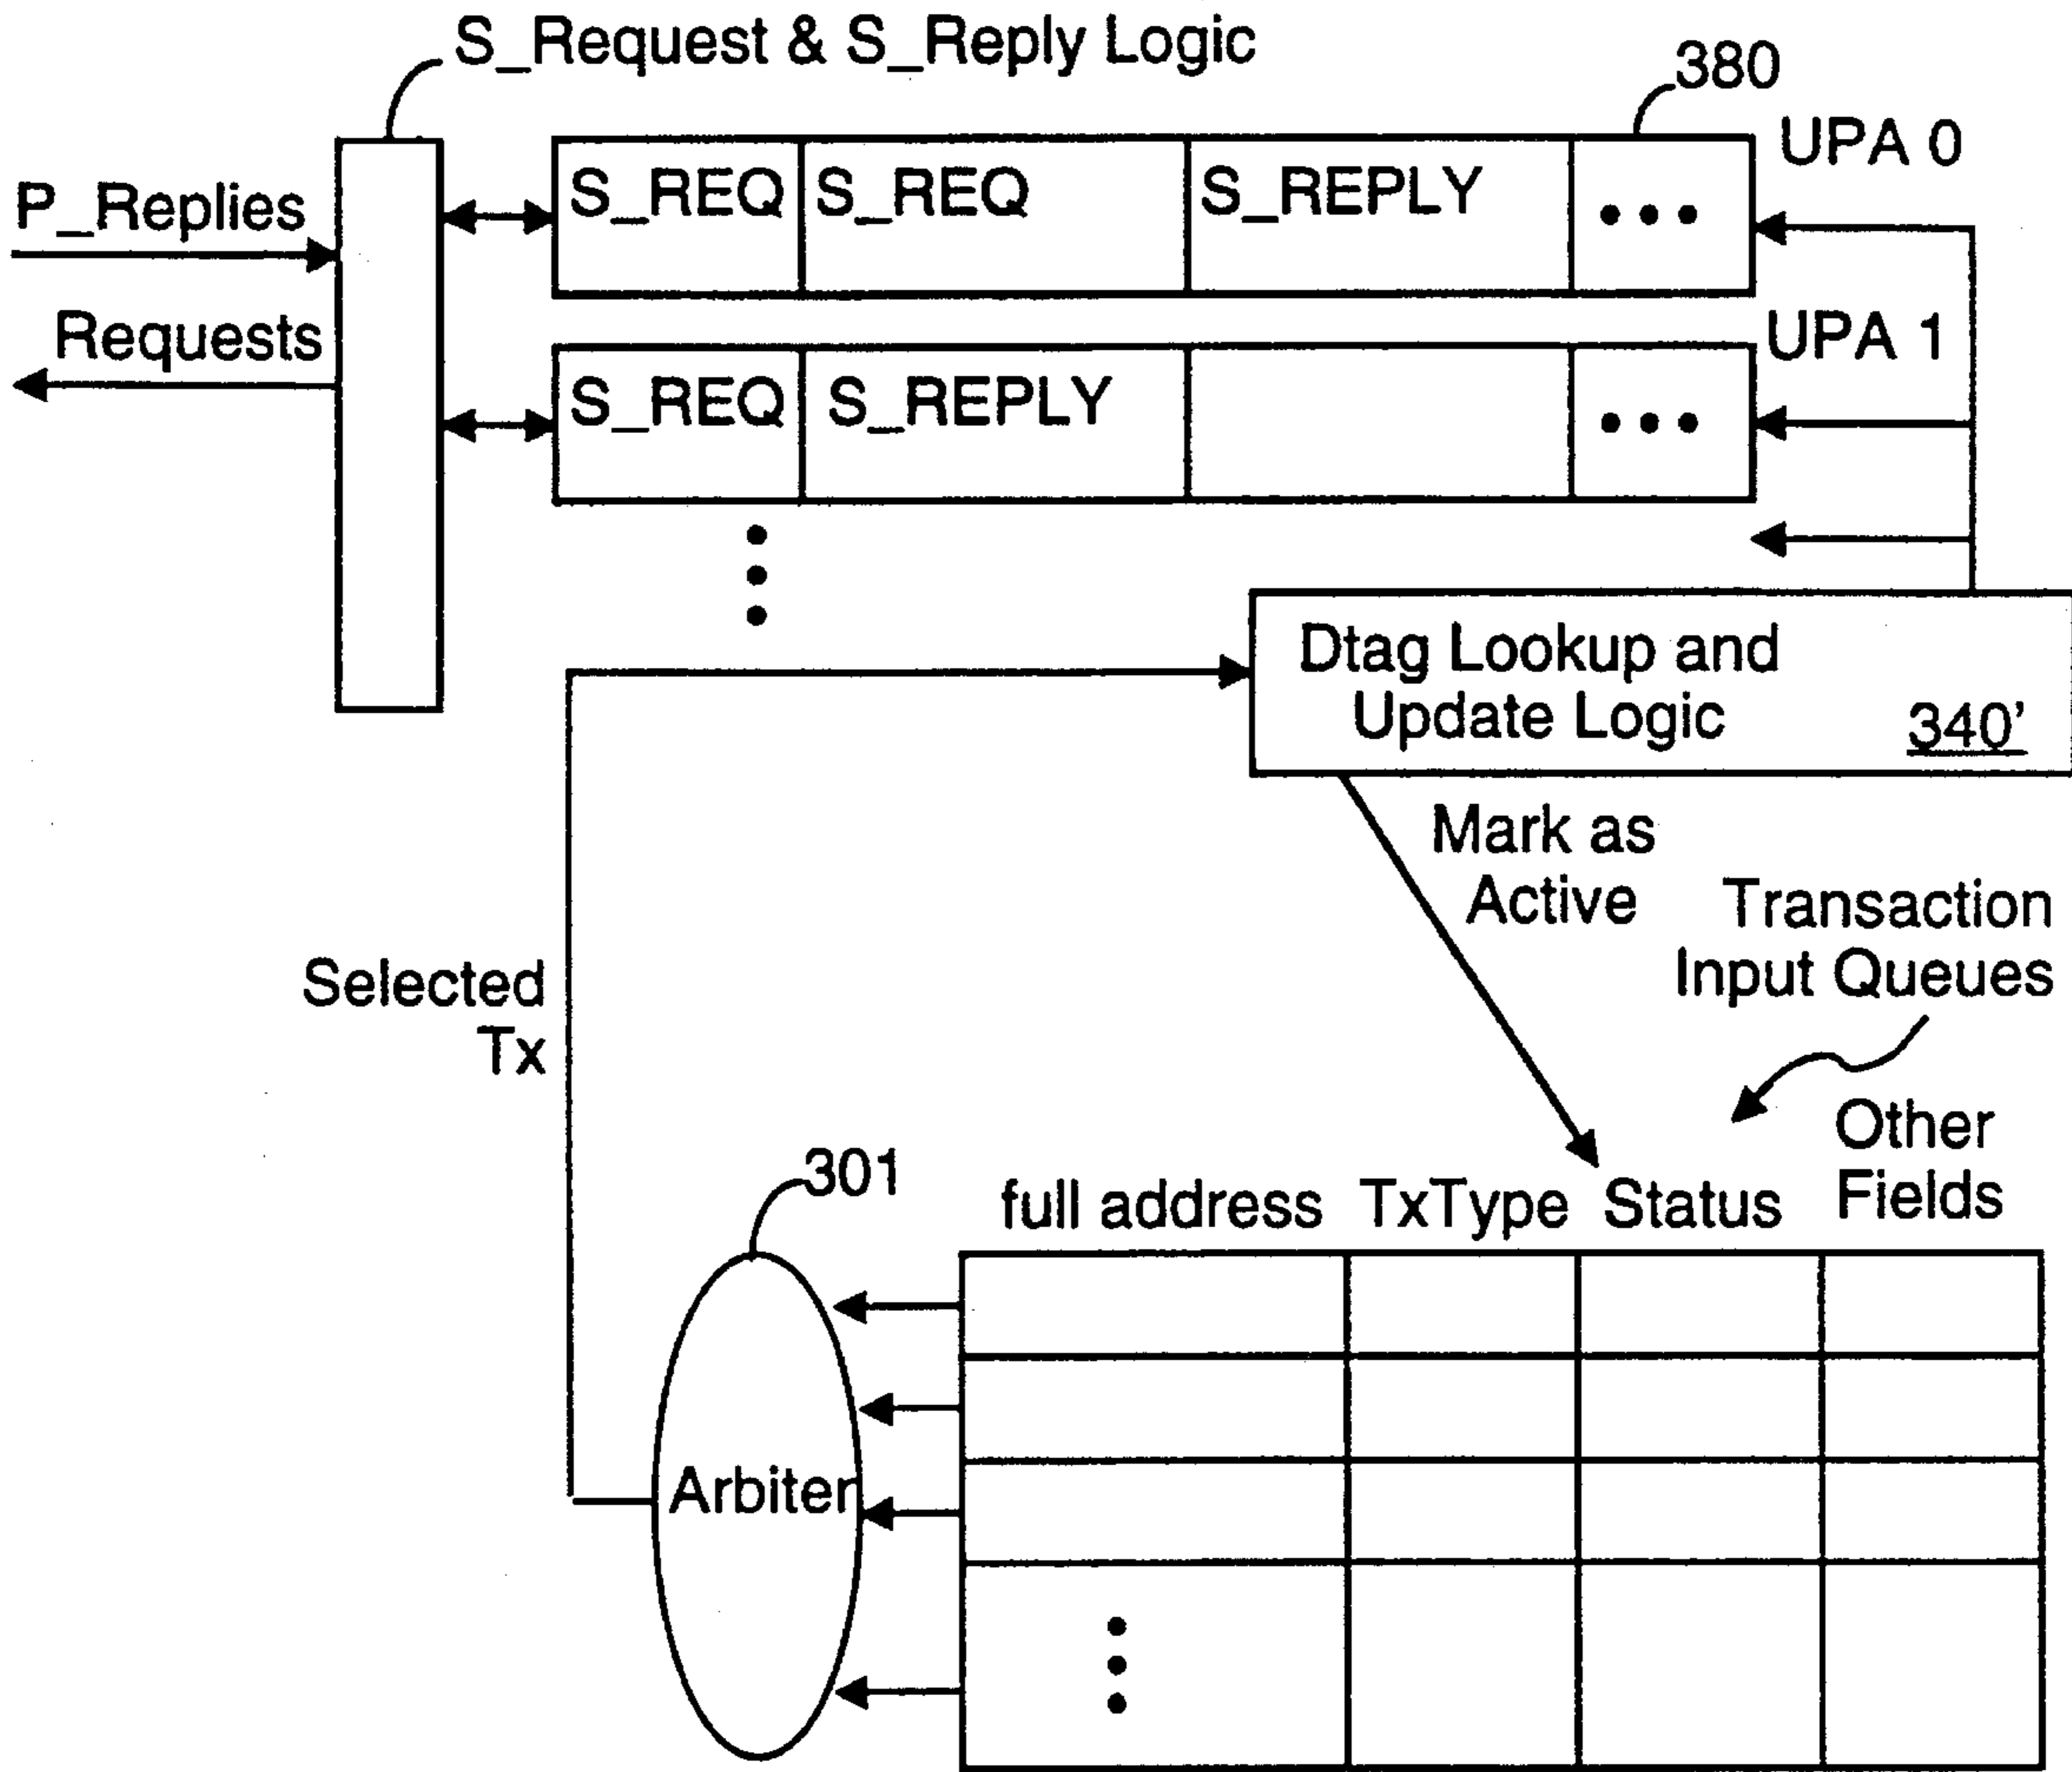 S_Request & S_Reply Logic
380
UPA 0
S_REQ S_REQ S_REPLY
P_Replies
Requests
UPA 1
S_REQ S_REPLY
Dtag Lookup and
Update Logic 340'
Mark as
Active
Transaction
Input Queues
Selected
Tx
301
full address TxType Status Other
Fields
Arbiter